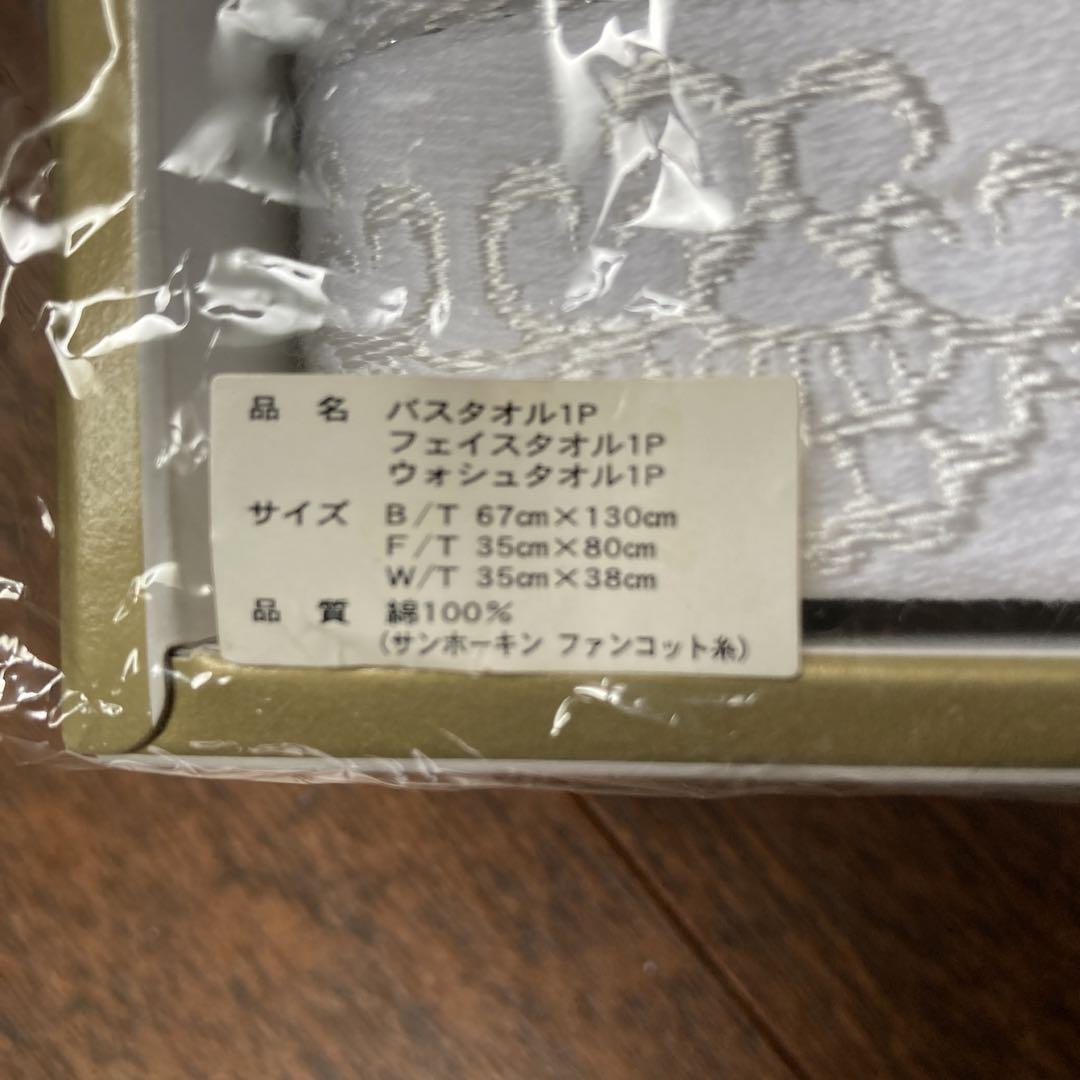 品 名 バスタオル1P
フェイスタオル1P
ウォシュタオル1P
サイズ B/T 67cm×130cm
F/T 35cm×80cm
W/T 35cm×38cm
品 質 綿100%
(サンホーキン ファンコット糸)